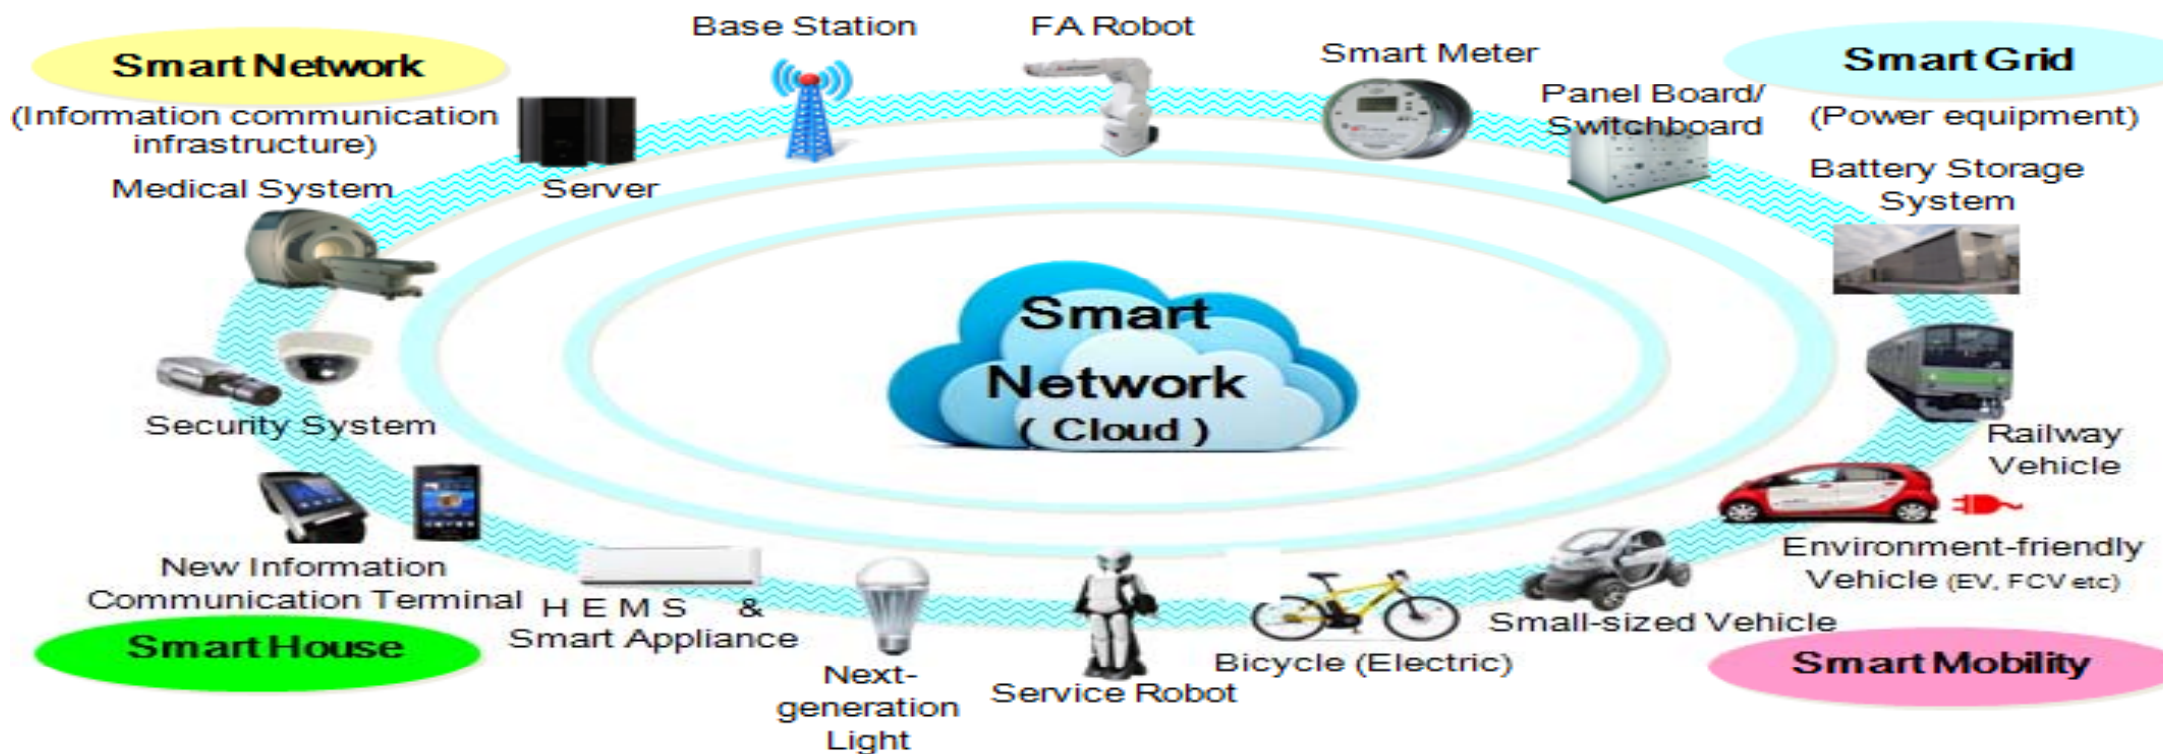 Base Station
FA Robot
Smart Meter
Smart Network
(Information communication
infrastructure)
Smart Grid
(Power equipment)
Panel Board/
Switchboard
Medical System
Server
Battery Storage
System
Smart
Network
( Cloud )
Security System
Railway
Vehicle
New Information
Communication Terminal
H E M S &
Smart Appliance
Environment-friendly
Vehicle (EV, FCV etc)
Small-sized Vehicle
Bicycle (Electric)
Service Robot
Next-
generation
Light
Smart House
Smart Mobility